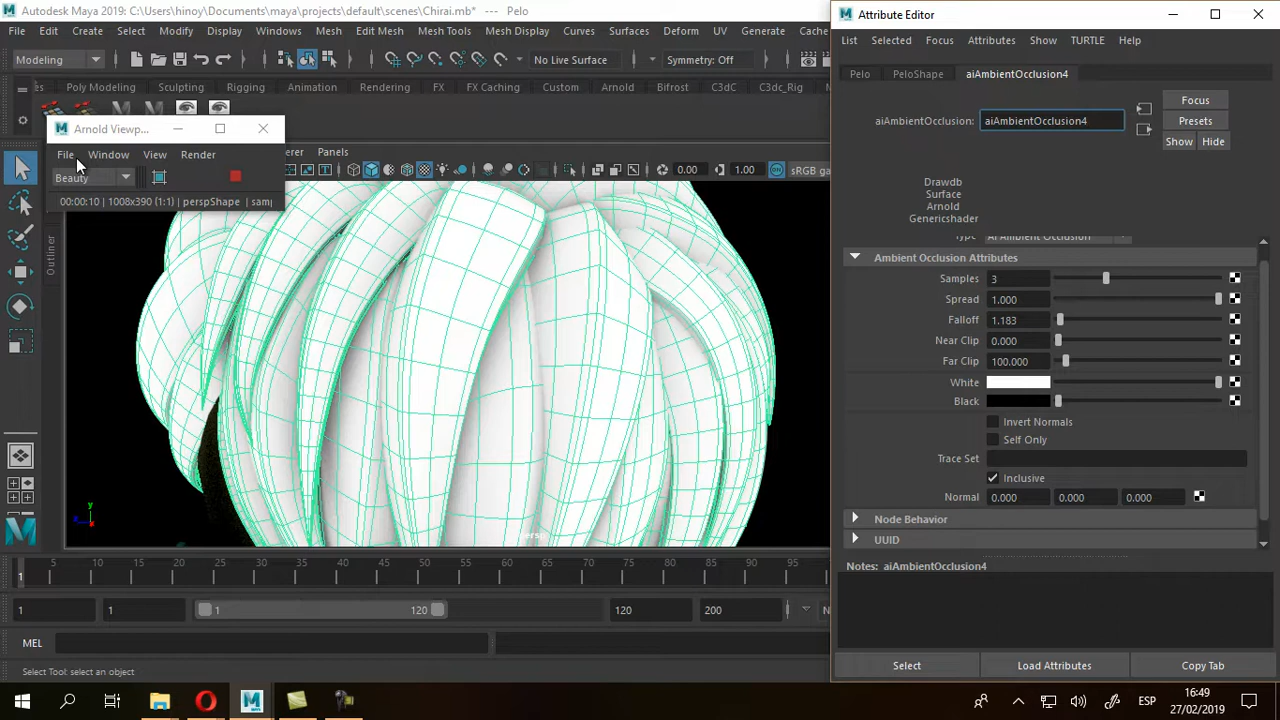 Autodesk Maya 2019: C:\Users\hinoy\Documents\maya\projects\default\scenes\Chirai.mb* --- Pelo
File Edit Create Select Modify Display Windows Mesh Edit Mesh Mesh Tools Mesh Display Curves Surfaces Deform UV Generate Cache
Modeling No Live Surface Symmetry: Off
Poly Modeling Sculpting Rigging Animation Rendering FX FX Caching Custom Arnold Bifrost C3dC C3dc_Rig
Arnold Viewp...
File Window View Render
Beauty
00:00:10 | 1008x390 (1:1) | perspShape | sam
Panels
0.00 1.00 sRGB ga
Outliner
persp
y
1 5 10 15 20 25 30 35 40 45 50 55 60 65 70 75 80 85
1 1 1 120 120 200 N
MEL
Select Tool: select an object
Attribute Editor
List Selected Focus Attributes Show TURTLE Help
Pelo PeloShape aiAmbientOcclusion4
aiAmbientOcclusion: aiAmbientOcclusion4
Focus
Presets
Show Hide
Drawdb
Surface
Arnold
Genericshader
Type Ai Ambient Occlusion
Ambient Occlusion Attributes
Samples 3
Spread 1.000
Falloff 1.183
Near Clip 0.000
Far Clip 100.000
White
Black
Invert Normals
Self Only
Trace Set
Inclusive
Normal 0.000 0.000 0.000
Node Behavior
UUID
Notes: aiAmbientOcclusion4
Select Load Attributes Copy Tab
ESP
16:49
27/02/2019